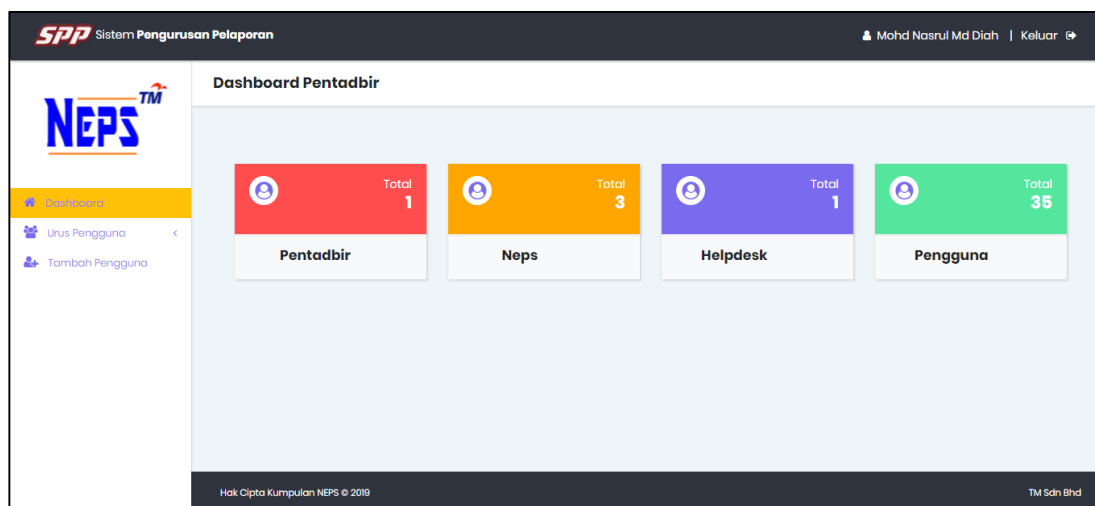 SPP Sistem Pengurusan Pelaporan
Mohd Nasrul Md Diah | Keluar
NEPS TM
Dashboard Pentadbir
Dashboard
Urus Pengguna
Tambah Pengguna
Total
1
Pentadbir
Total
3
Neps
Total
1
Helpdesk
Total
35
Pengguna
Hak Cipta Kumpulan NEPS © 2019
TM Sdn Bhd